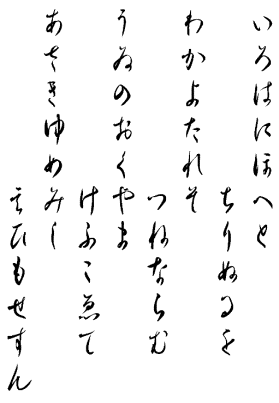 いろはにほへと
ちりぬるを
わかよたれそ
つねならむ
うゐのおくやま
けふこゑて
あさきゆめみし
ゑひもせすん